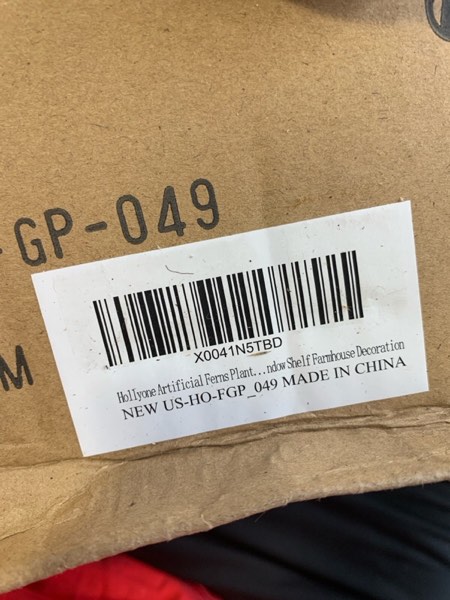 -GP-049
M
X0041N5TBD
Hollyone Artificial Ferns Plant...ndow Shelf Farmhouse Decoration
NEW US-HO-FGP_049 MADE IN CHINA